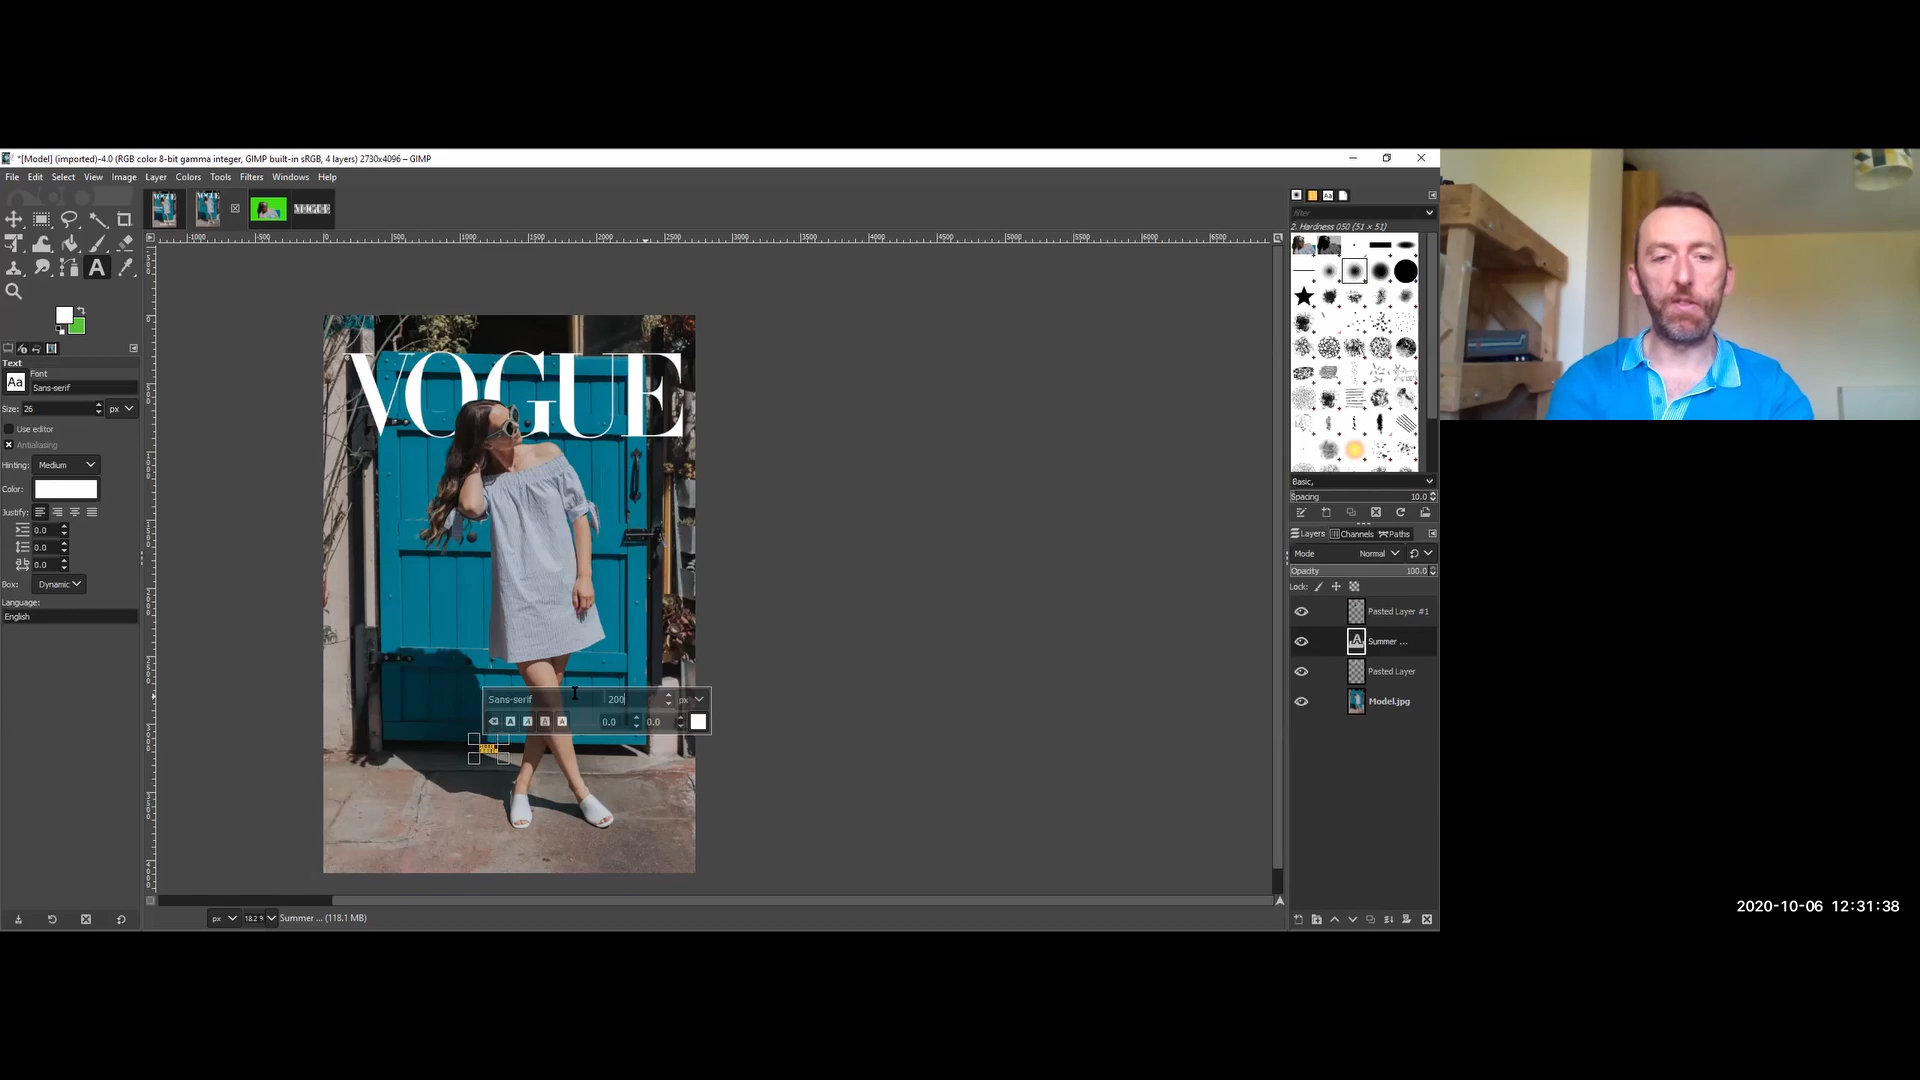 *[Model] (imported)-4.0 (RGB color 8-bit gamma integer, GIMP built-in sRGB, 4 layers) 2730x4096 – GIMP
File Edit Select View Image Layer Colors Tools Filters Windows Help
VOGUE
Text
Font
Aa Sans-serif
Size: 26 px
Use editor
Antialiasing
Hinting: Medium
Color:
Justify:
0.0
0.0
0.0
Box: Dynamic
Language:
English
Sans-serif 200 px
0.0 0.0
px 18.2 Summer ... (118.1 MB)
filter
2. Hardness 050 (51 × 51)
Basic,
Spacing 10.0
Layers Channels Paths
Mode Normal
Opacity 100.0
Lock:
Pasted Layer #1
Summer ...
Pasted Layer
Model.jpg
2020-10-06 12:31:38